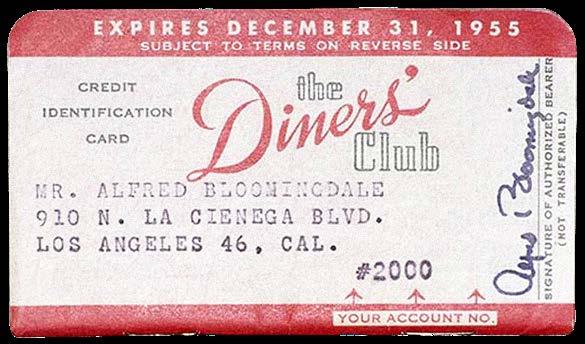 EXPIRES DECEMBER 31, 1955
SUBJECT TO TERMS ON REVERSE SIDE
CREDIT
IDENTIFICATION
CARD
the
Diners'
Club
MR. ALFRED BLOOMINGDALE
910 N. LA CIENEGA BLVD.
LOS ANGELES 46, CAL.
#2000
YOUR ACCOUNT NO.
Bloomingdale
SIGNATURE OF AUTHORIZED BEARER
(NOT TRANSFERABLE)